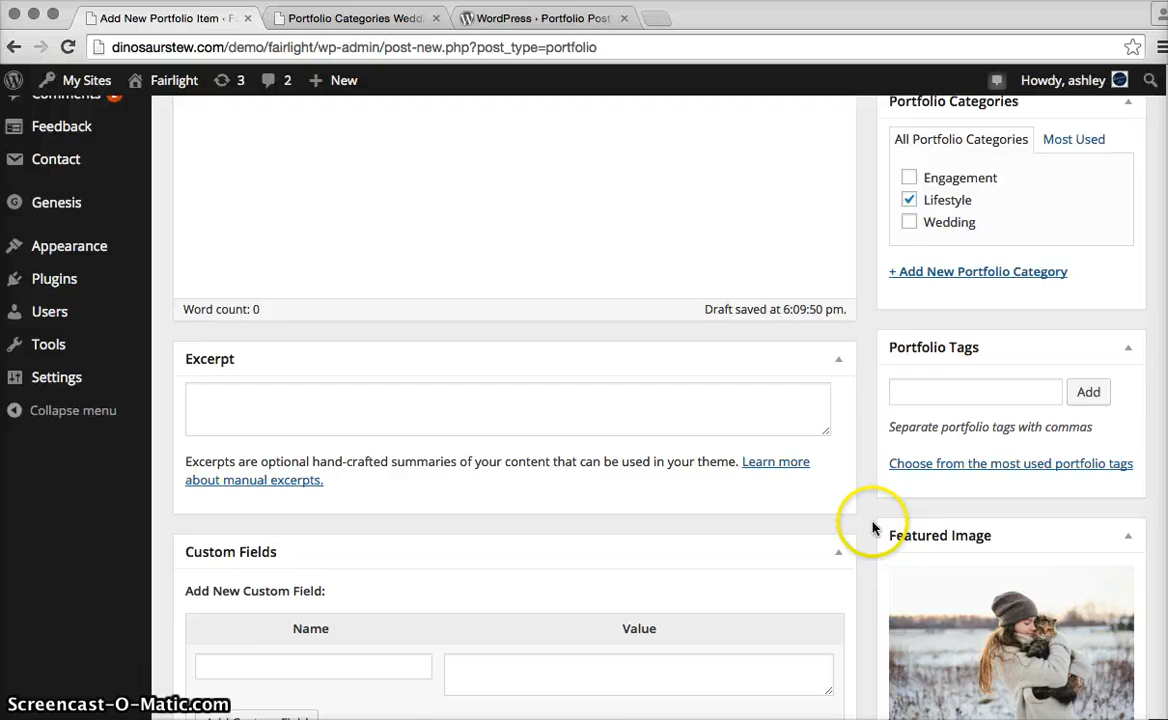 Add New Portfolio Item ‹ F
Portfolio Categories Wedd
WordPress › Portfolio Post
dinosaurstew.com/demo/fairlight/wp-admin/post-new.php?post_type=portfolio
My Sites Fairlight 3 2 + New Howdy, ashley
Comments
Feedback
Contact
Genesis
Appearance
Plugins
Users
Tools
Settings
Collapse menu
Word count: 0 Draft saved at 6:09:50 pm.
Excerpt
Excerpts are optional hand-crafted summaries of your content that can be used in your theme. Learn more
about manual excerpts.
Custom Fields
Add New Custom Field:
Name Value
Add Custom Field
Portfolio Categories
All Portfolio Categories Most Used
Engagement
Lifestyle
Wedding
+ Add New Portfolio Category
Portfolio Tags
Add
Separate portfolio tags with commas
Choose from the most used portfolio tags
Featured Image
Screencast-O-Matic.com